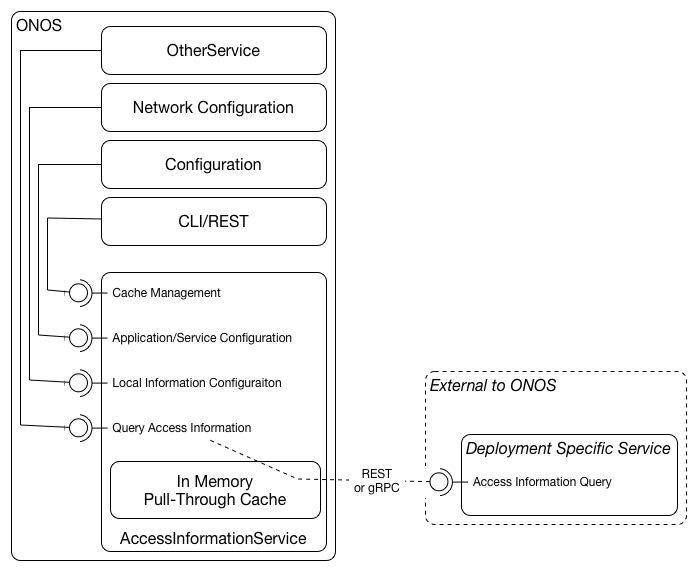 ONOS
OtherService
Network Configuration
Configuration
CLI/REST
Cache Management
Application/Service Configuration
Local Information Configuraiton
Query Access Information
In Memory
Pull-Through Cache
AccessInformationService
REST
or gRPC
External to ONOS
Deployment Specific Service
Access Information Query